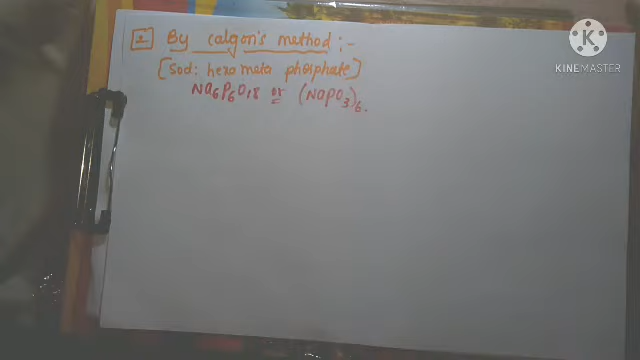 2 By calgon's method :-
[Sod: hexa meta phosphate]
Na6P6O18 or (NaPO3)6.
KINEMASTER